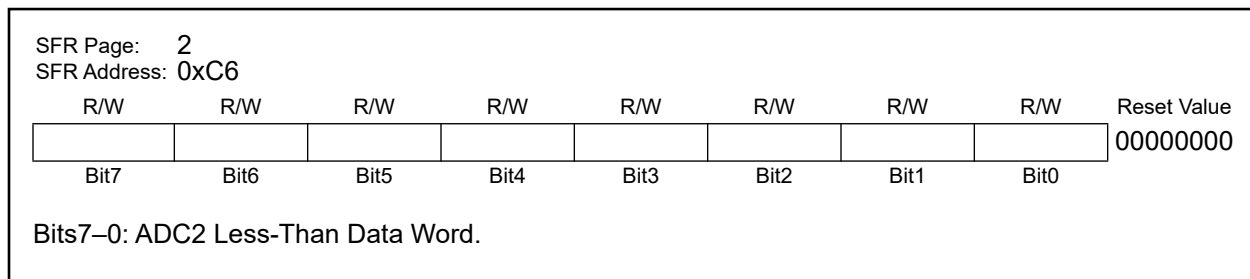 SFR Page: 2
SFR Address: 0xC6
R/W R/W R/W R/W R/W R/W R/W R/W Reset Value
00000000
Bit7 Bit6 Bit5 Bit4 Bit3 Bit2 Bit1 Bit0
Bits7–0: ADC2 Less-Than Data Word.